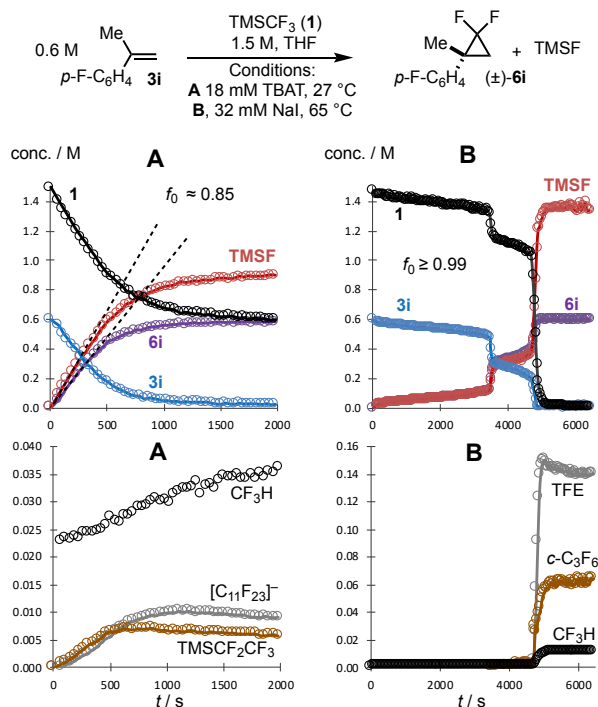 0.6 M
Me
p-F-C6H4 3i
TMSCF3 (1)
1.5 M, THF
Conditions:
A 18 mM TBAT, 27 °C
B, 32 mM NaI, 65 °C
F F
Me
p-F-C6H4 (±)-6i
+ TMSF
conc. / M A
1
f0 ≈ 0.85
TMSF
6i
3i
1.4
1.2
1.0
0.8
0.6
0.4
0.2
0.0
0 500 1000 1500 2000
conc. / M B
TMSF
1
f0 ≥ 0.99
3i
6i
1.4
1.2
1.0
0.8
0.6
0.4
0.2
0.0
0 2000 4000 6000
A
0.040
0.035
0.030
0.025
0.020
0.015
0.010
0.005
0.000
CF3H
[C11F23]−
TMSCF2CF3
0 500 1000 1500 2000
t / s
B
0.16
0.14
0.12
0.10
0.08
0.06
0.04
0.02
0.00
TFE
c-C3F6
CF3H
0 2000 4000 6000
t / s